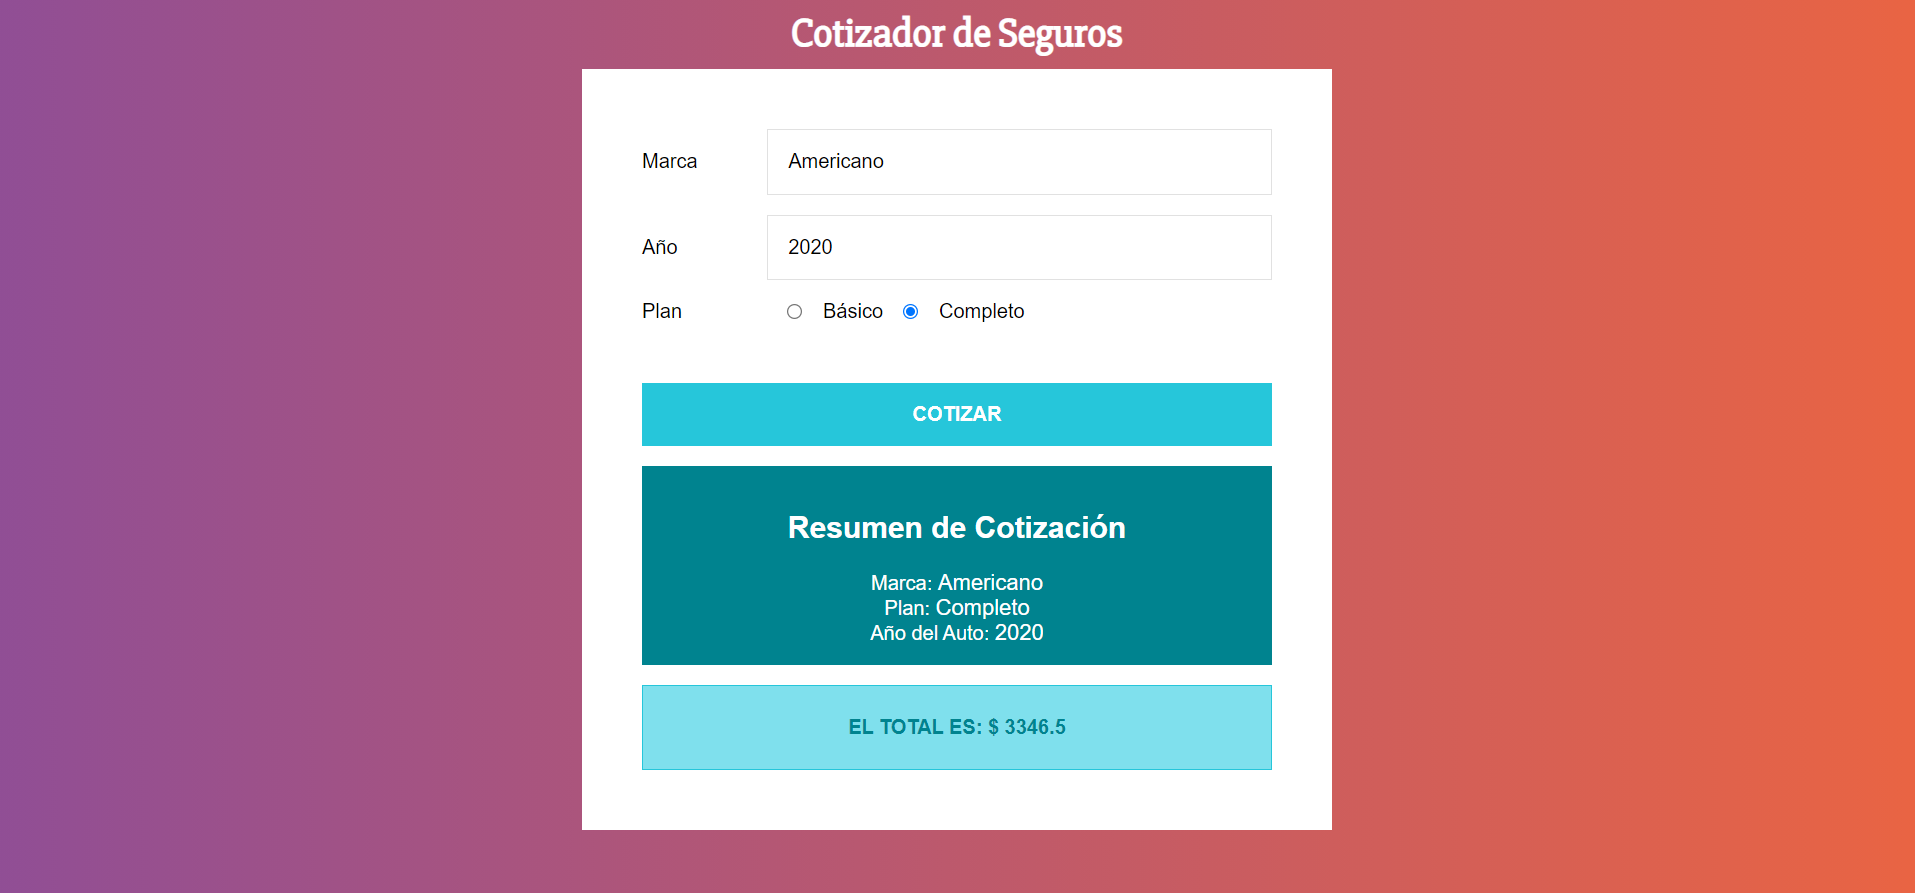 Cotizador de Seguros
Marca Americano
Año 2020
Plan Básico Completo
COTIZAR
Resumen de Cotización
Marca: Americano
Plan: Completo
Año del Auto: 2020
EL TOTAL ES: $ 3346.5